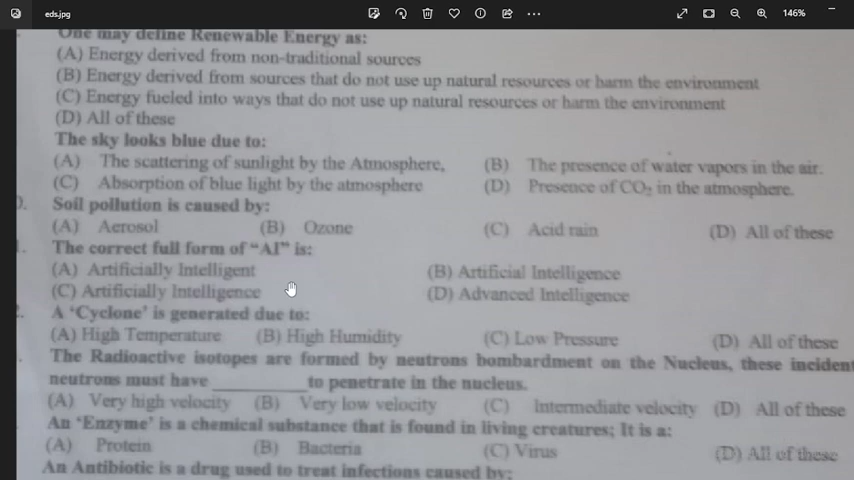 eds.jpg
146%
One may define Renewable Energy as:
(A) Energy derived from non-traditional sources
(B) Energy derived from sources that do not use up natural resources or harm the environment
(C) Energy fueled into ways that do not use up natural resources or harm the environment
(D) All of these
The sky looks blue due to:
(A) The scattering of sunlight by the Atmosphere, (B) The presence of water vapors in the air.
(C) Absorption of blue light by the atmosphere (D) Presence of CO₂ in the atmosphere.
0. Soil pollution is caused by:
(A) Aerosol (B) Ozone (C) Acid rain (D) All of these
1. The correct full form of “AI” is:
(A) Artificially Intelligent (B) Artificial Intelligence
(C) Artificially Intelligence (D) Advanced Intelligence
2. A ‘Cyclone’ is generated due to:
(A) High Temperature (B) High Humidity (C) Low Pressure (D) All of these
The Radioactive isotopes are formed by neutrons bombardment on the Nucleus, these incident
neutrons must have __________ to penetrate in the nucleus.
(A) Very high velocity (B) Very low velocity (C) Intermediate velocity (D) All of these
An ‘Enzyme’ is a chemical substance that is found in living creatures; It is a:
(A) Protein (B) Bacteria (C) Virus (D) All of these
An Antibiotic is a drug used to treat infections caused by: